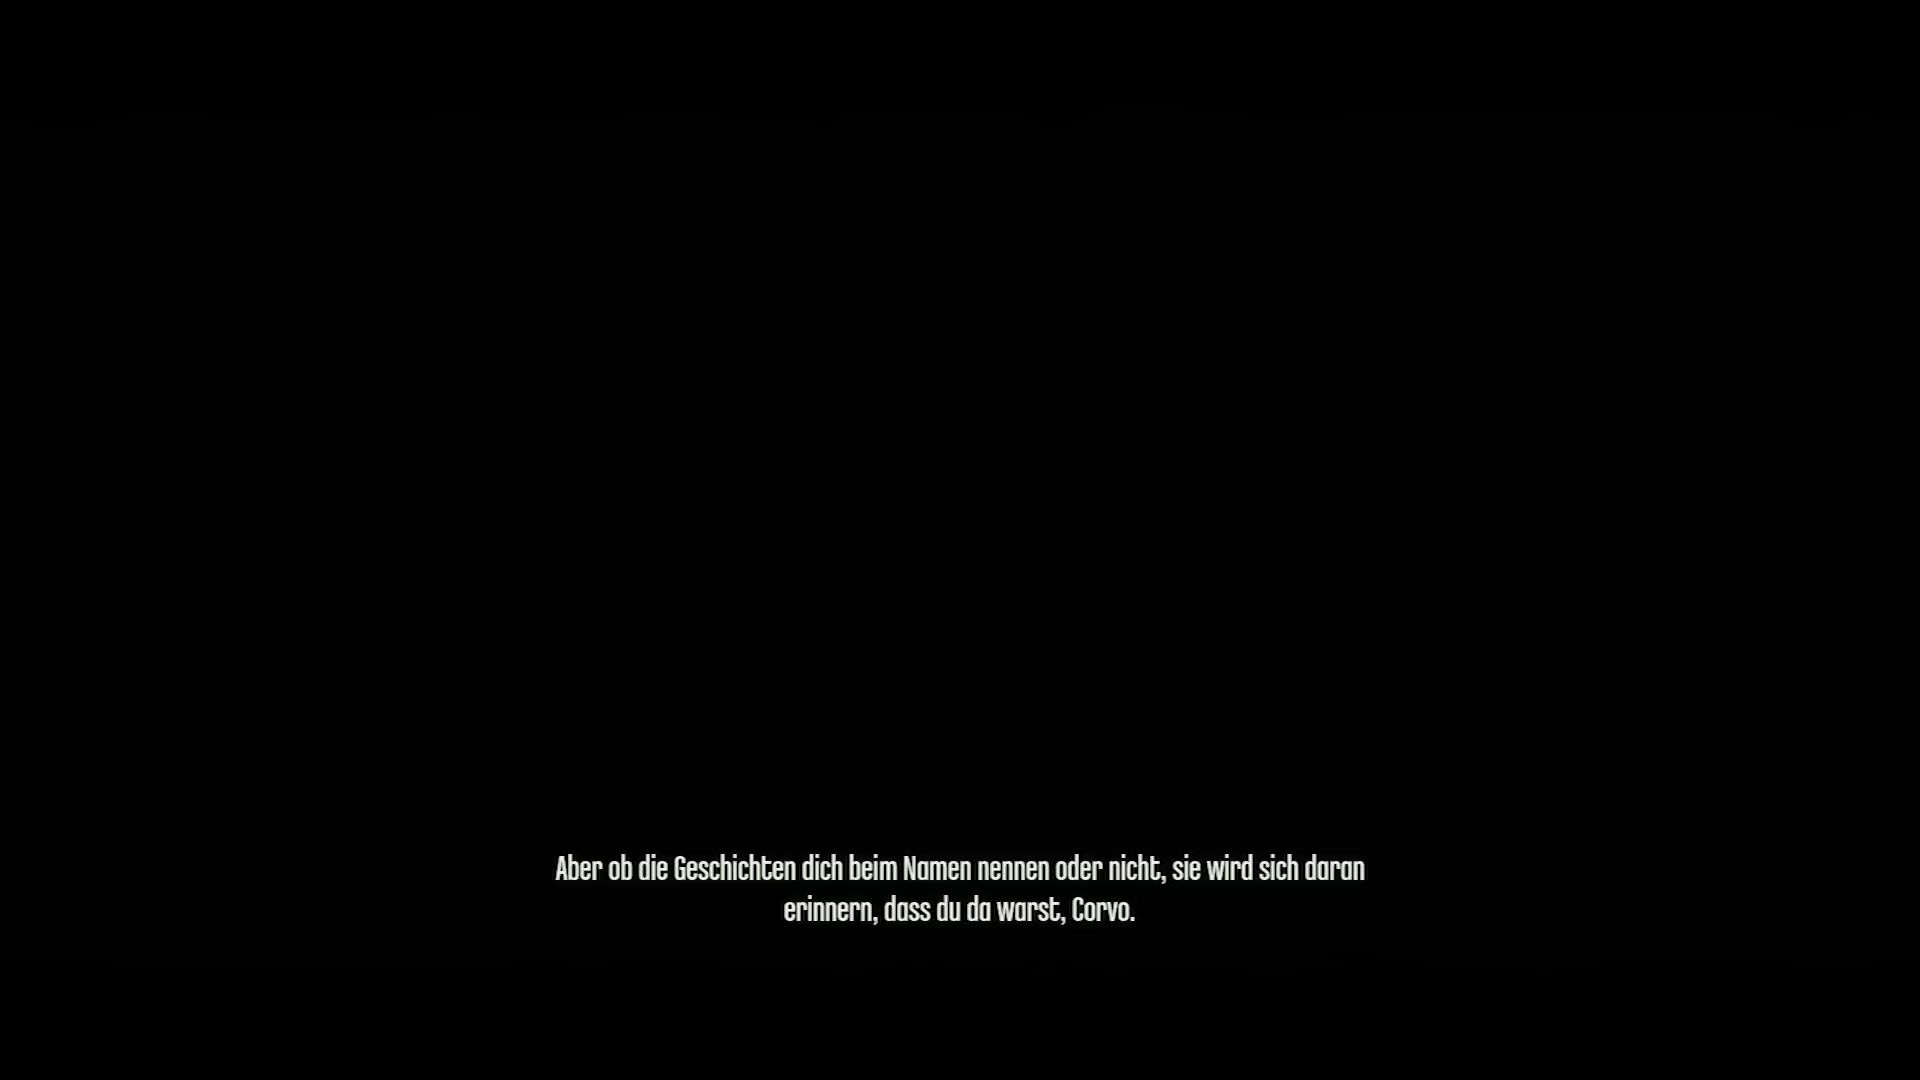 Aber ob die Geschichten dich beim Namen nennen oder nicht, sie wird sich daran
erinnern, dass du da warst, Corvo.